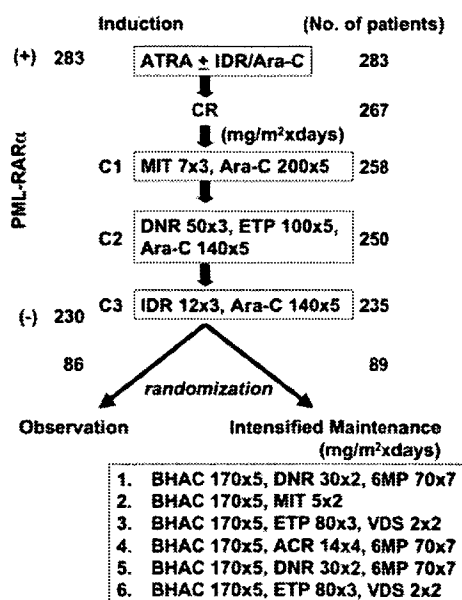 Induction (No. of patients)
(+) 283 ATRA ± IDR/Ara-C 283
CR 267
(mg/m²xdays)
PML-RARα
C1 MIT 7x3, Ara-C 200x5 258
C2 DNR 50x3, ETP 100x5, 250
Ara-C 140x5
(-) 230 C3 IDR 12x3, Ara-C 140x5 235
86 89
randomization
Observation Intensified Maintenance
(mg/m²xdays)
1. BHAC 170x5, DNR 30x2, 6MP 70x7
2. BHAC 170x5, MIT 5x2
3. BHAC 170x5, ETP 80x3, VDS 2x2
4. BHAC 170x5, ACR 14x4, 6MP 70x7
5. BHAC 170x5, DNR 30x2, 6MP 70x7
6. BHAC 170x5, ETP 80x3, VDS 2x2